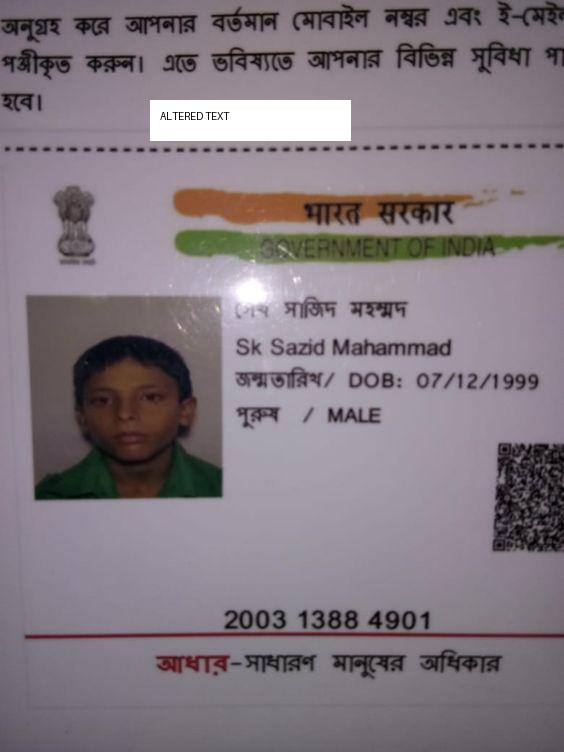 অনুগ্রহ করে আপনার বর্তমান মোবাইল নম্বর এবং ই-মেইল
পঞ্জীকৃত করুন। এতে ভবিষ্যতে আপনার বিভিন্ন সুবিধা পা
হবে।
ALTERED TEXT
भारत सरकार
GOVERNMENT OF INDIA
সেখ সাজিদ মহম্মদ
Sk Sazid Mahammad
জন্মতারিখ/ DOB: 07/12/1999
পুরুষ / MALE
2003 1388 4901
আধার-সাধারণ মানুষের অধিকার